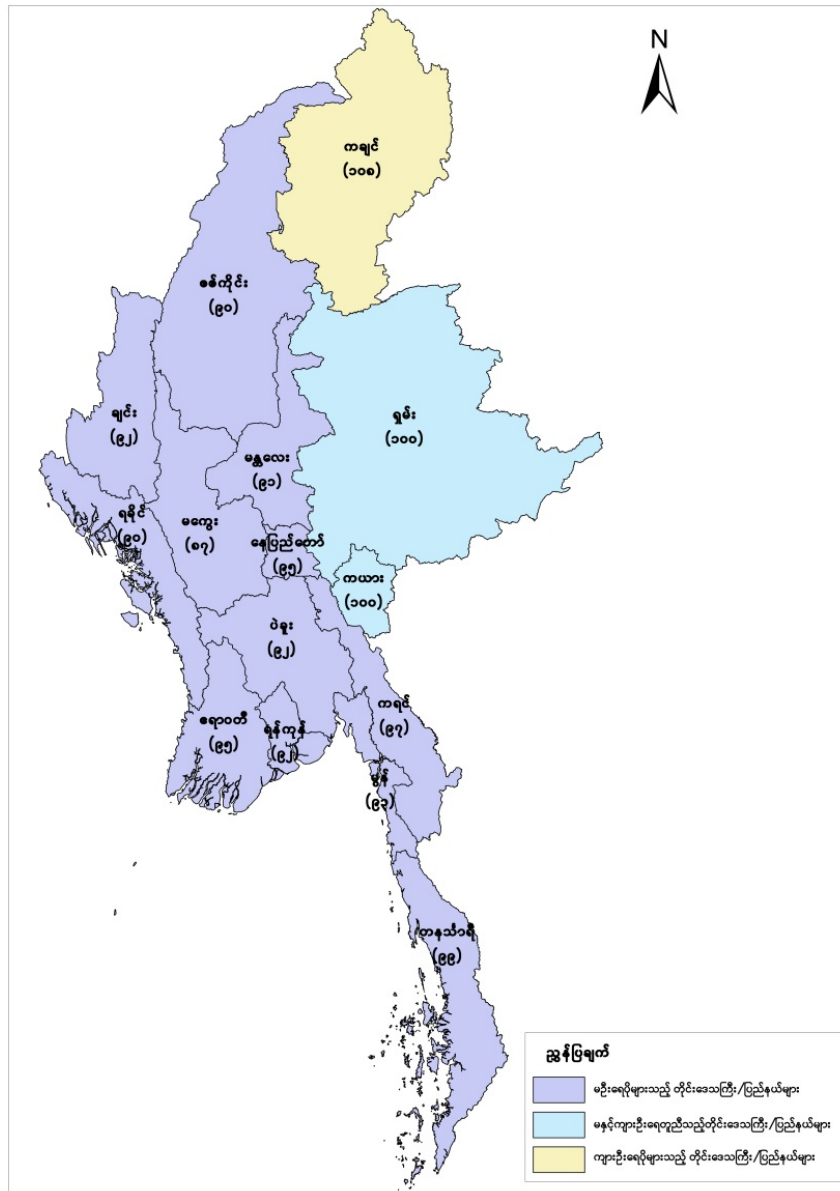 N
ကချင်
(၁၀၈)
စစ်ကိုင်း
(၉၀)
ချင်း
(၉၂)
ရှမ်း
(၁၀၀)
မန္တလေး
(၉၁)
ရခိုင်
(၉၀)
မကွေး
(၈၇)
နေပြည်တော်
(၉၅)
ကယား
(၁၀၀)
ပဲခူး
(၉၂)
ကရင်
(၉၇)
ဧရာဝတီ
(၉၅)
ရန်ကုန်
(၉၂)
မွန်
(၉၃)
တနင်္သာရီ
(၉၉)
ညွှန်ပြချက်
မဦးရေပိုများသည့် တိုင်းဒေသကြီး/ပြည်နယ်များ
မနှင့်ကျားဦးရေတူညီသည့်တိုင်းဒေသကြီး/ပြည်နယ်များ
ကျားဦးရေပိုများသည့် တိုင်းဒေသကြီး/ပြည်နယ်များ